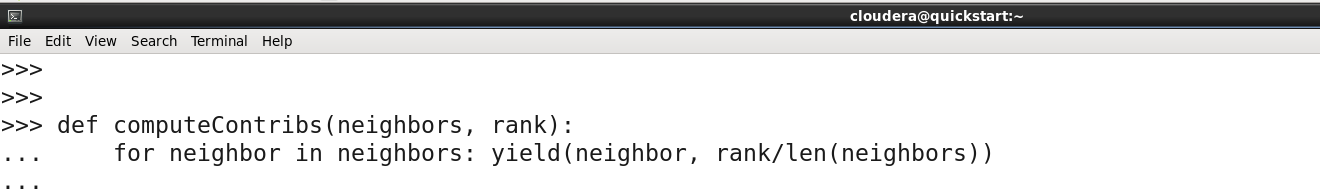 cloudera@quickstart:~
File Edit View Search Terminal Help
>>>
>>>
>>> def computeContribs(neighbors, rank):
...     for neighbor in neighbors: yield(neighbor, rank/len(neighbors))
...